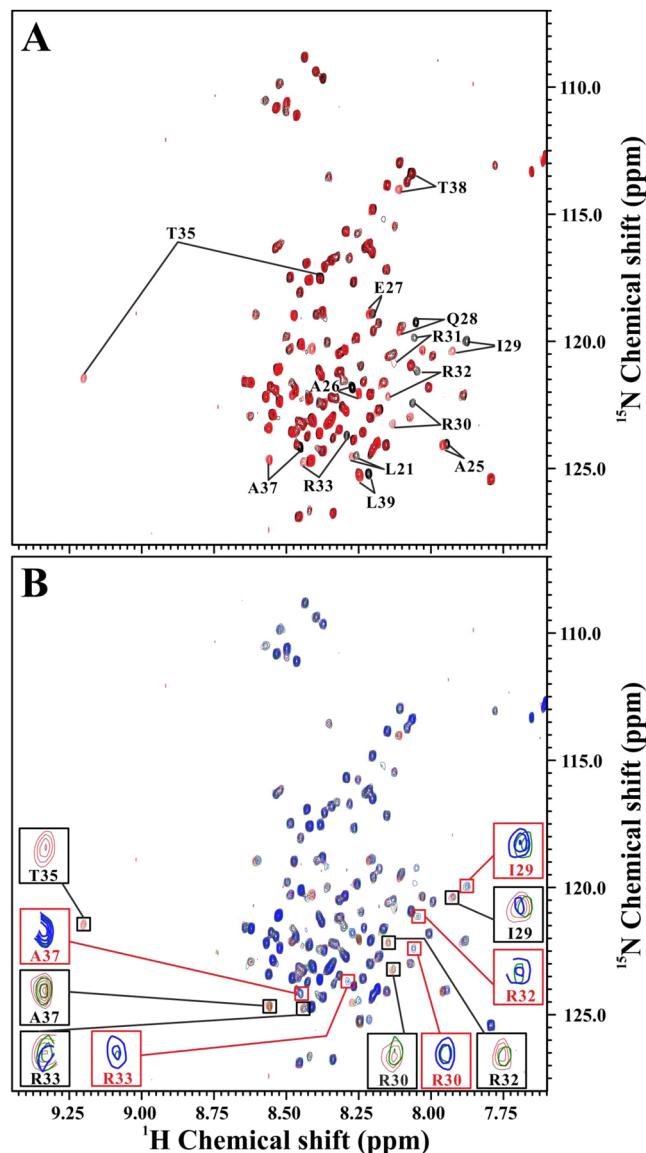 A
110.0
T38
115.0
T35
E27
Q28
R31
120.0
I29
R32
A26
R30
A37
R33
L21
A25
125.0
L39
¹⁵N Chemical shift (ppm)
B
110.0
115.0
T35
I29
120.0
A37
I29
R32
A37
125.0
R33
R33
R30
R30
R32
¹⁵N Chemical shift (ppm)
9.25 9.00 8.75 8.50 8.25 8.00 7.75
¹H Chemical shift (ppm)